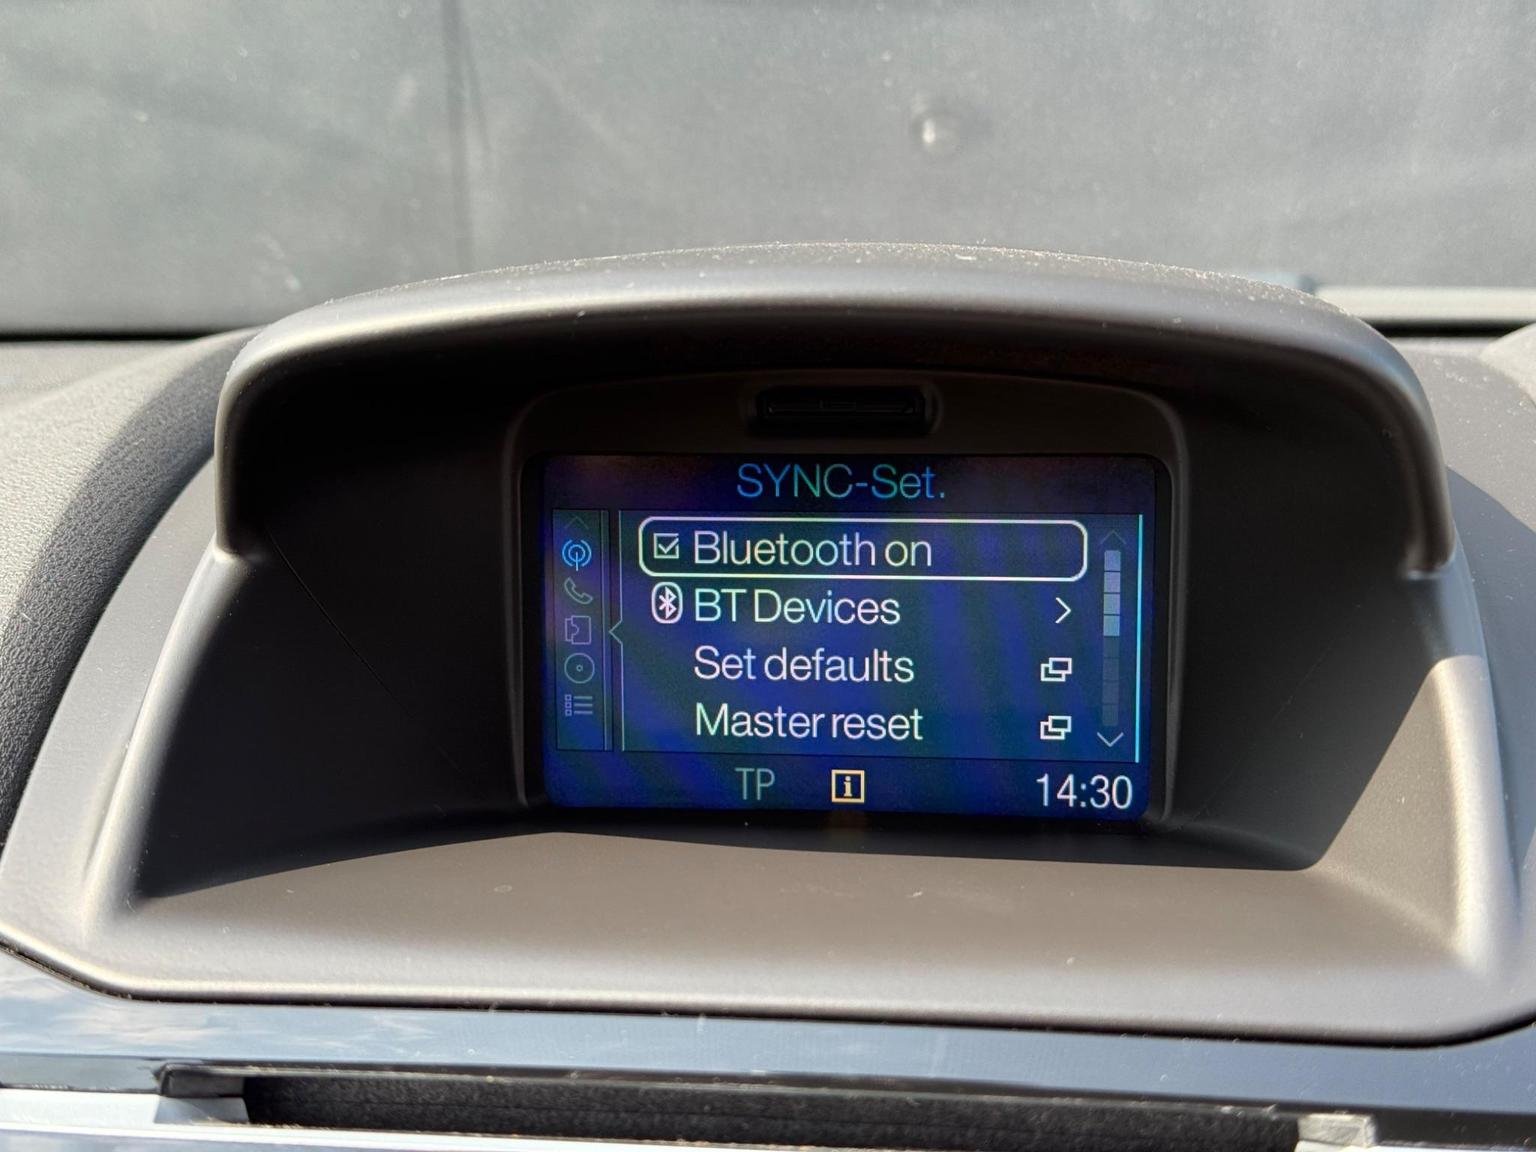 SYNC-Set.
Bluetooth on
BT Devices
Set defaults
Master reset
TP i 14:30